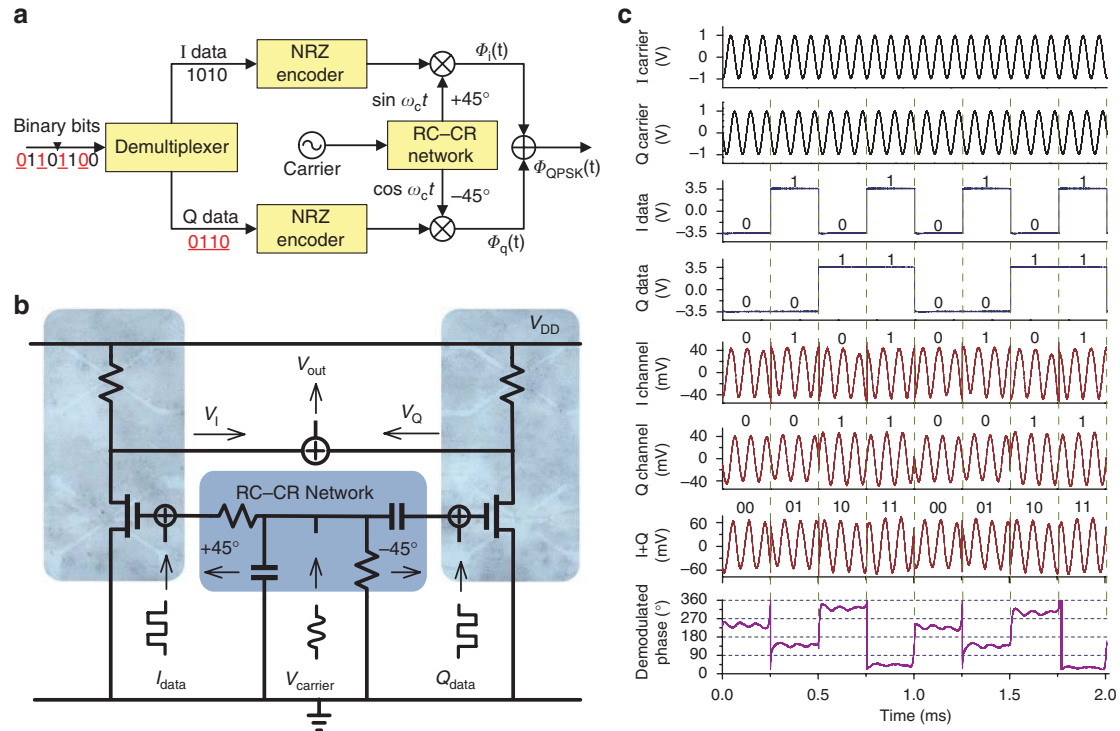 a
I data
1010
NRZ
encoder
Φi(t)
sin ωct
+45°
Binary bits
01101100
Demultiplexer
Carrier
RC–CR
network
ΦQPSK(t)
cos ωct
−45°
Q data
0110
NRZ
encoder
Φq(t)
b
VDD
Vout
VI
VQ
RC–CR Network
+45°
−45°
Idata
Vcarrier
Qdata
c
I carrier
(V)
1
0
−1
Q carrier
(V)
1
0
−1
I data
(V)
3.5
0.0
−3.5
0 1 0 1 0 1 0 1
Q data
(V)
3.5
0.0
−3.5
0 0 1 1 0 0 1 1
I channel
(mV)
40
0
−40
0 1 0 1 0 1 0 1
Q channel
(mV)
40
0
−40
0 0 1 1 0 0 1 1
I+Q
(mV)
60
0
−60
00 01 10 11 00 01 10 11
Demodulated
phase (°)
360
270
180
90
0
0.0 0.5 1.0 1.5 2.0
Time (ms)